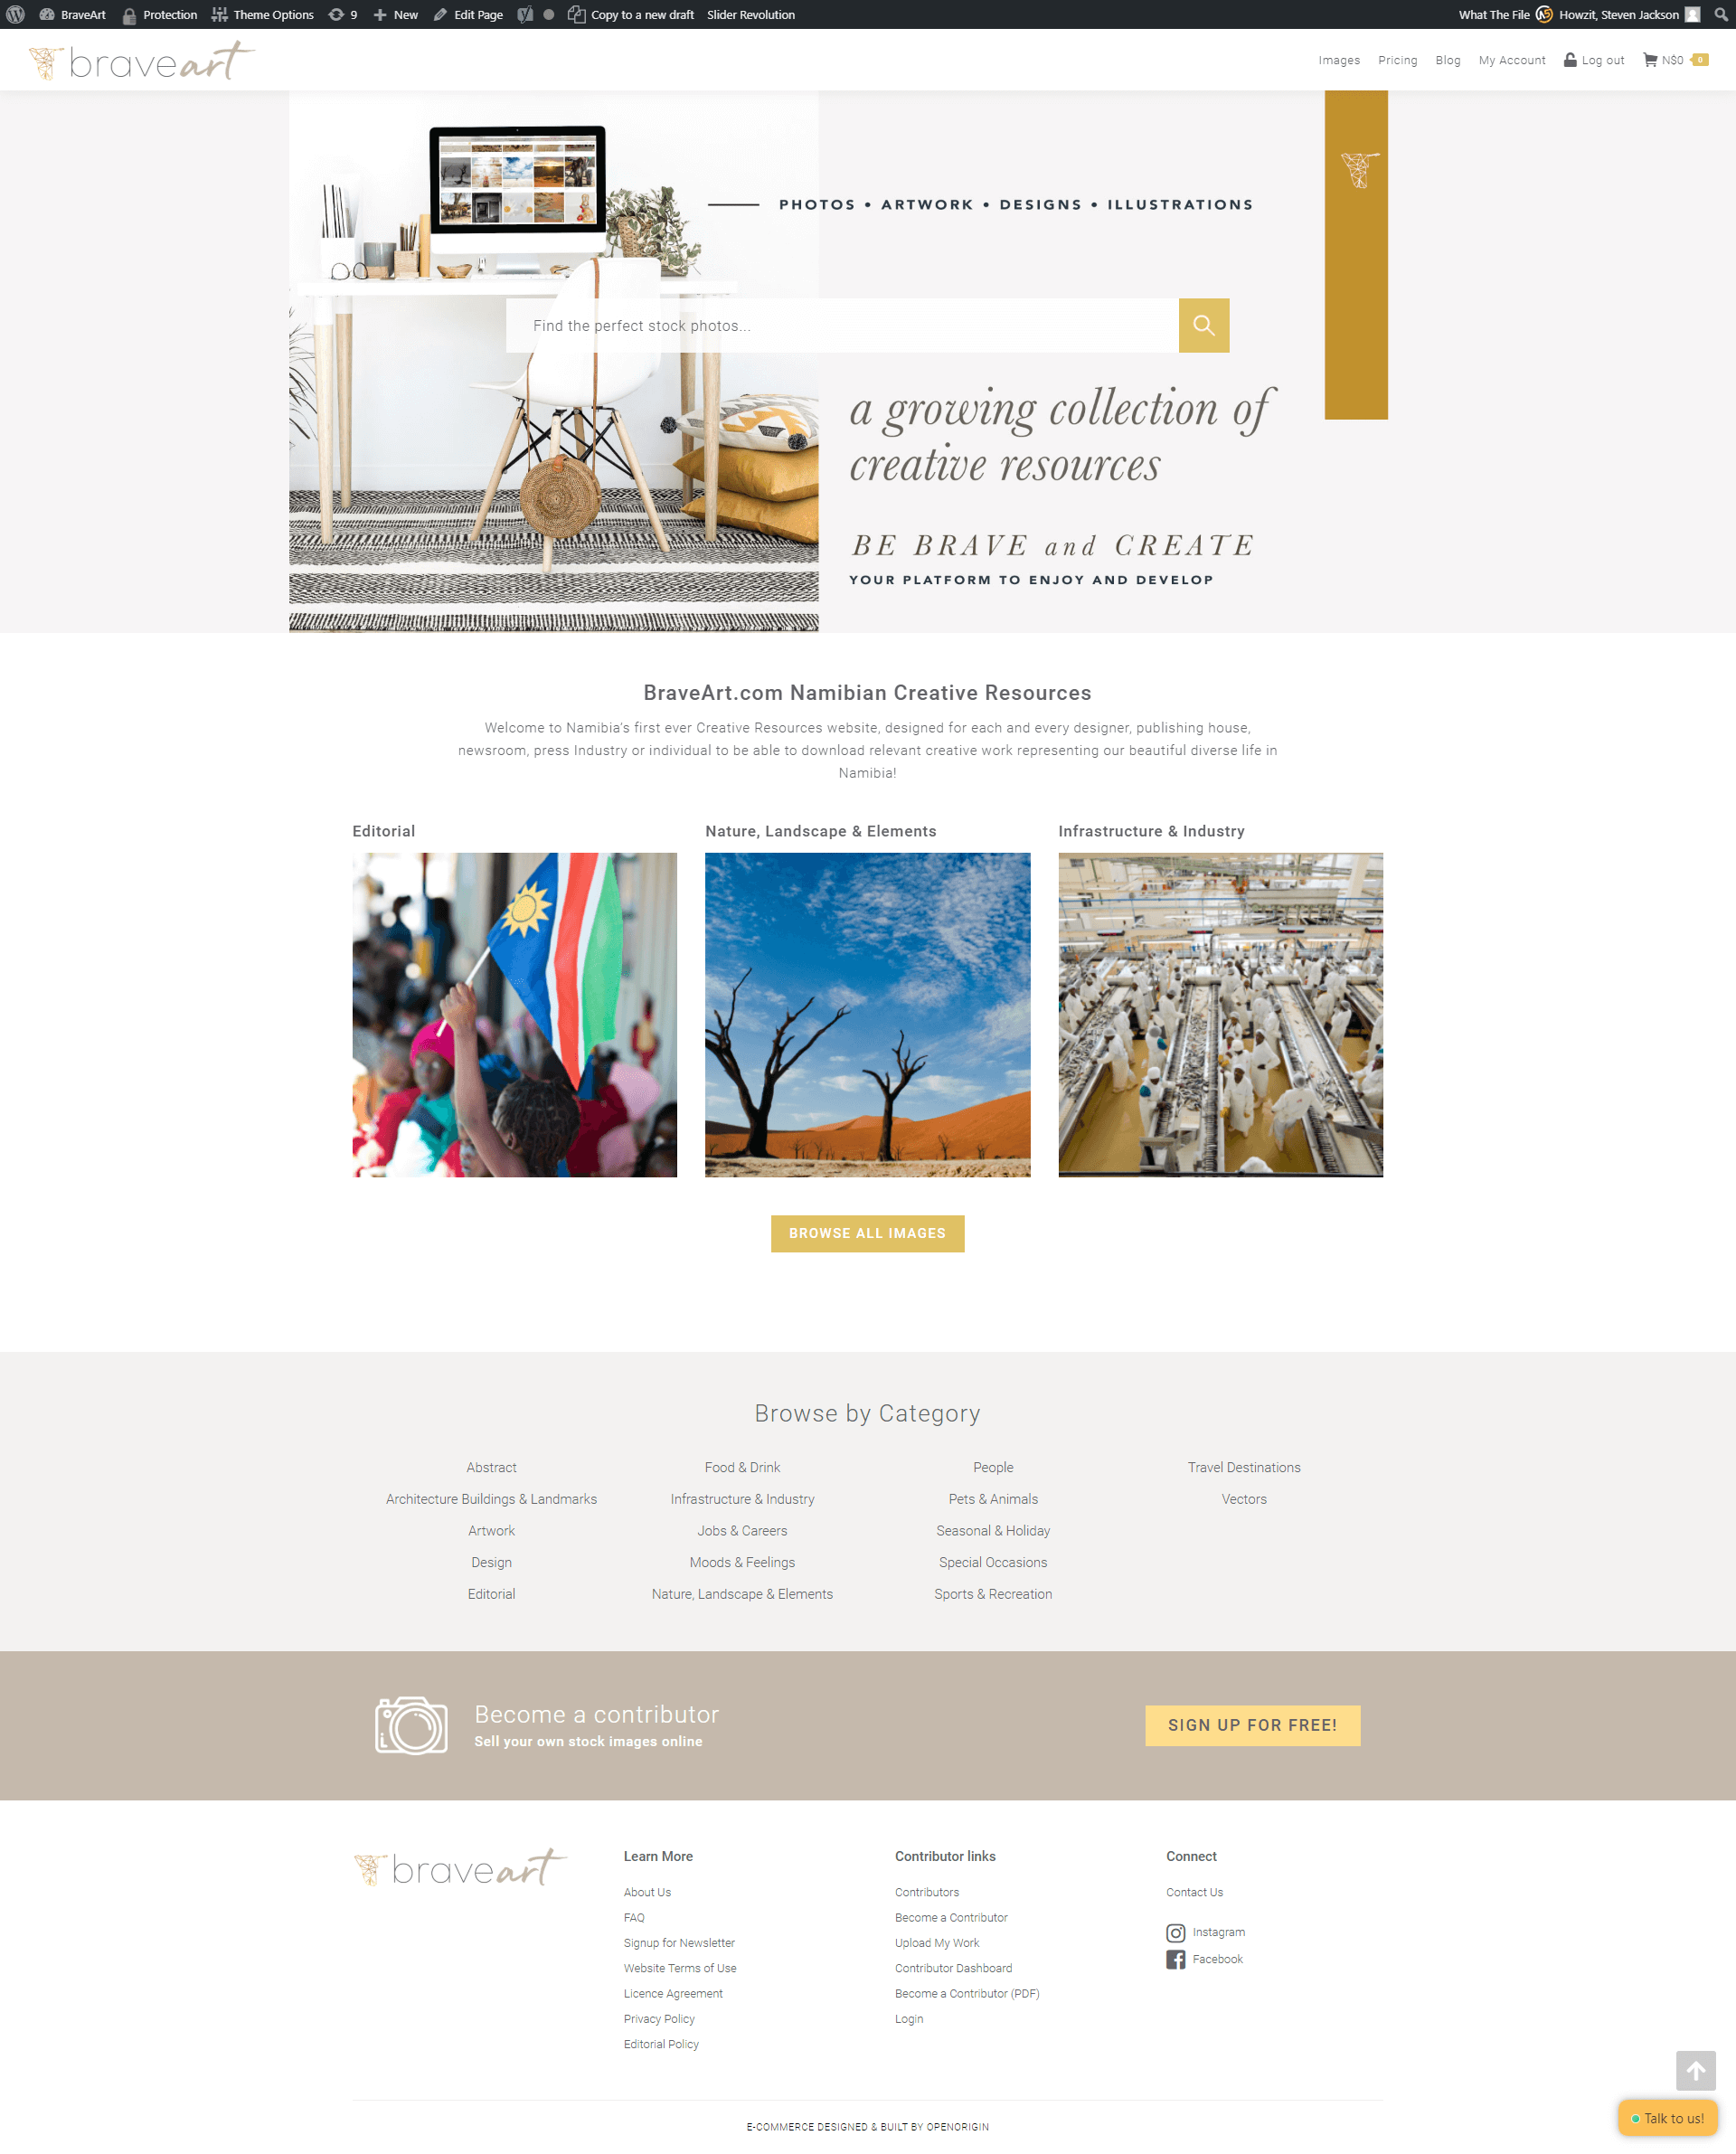 BraveArt Protection Theme Options 9 New Edit Page Copy to a new draft Slider Revolution What The File Howzit, Steven Jackson
braveart Images Pricing Blog My Account Log out N$0 0
PHOTOS • ARTWORK • DESIGNS • ILLUSTRATIONS
Find the perfect stock photos...
a growing collection of
creative resources
BE BRAVE and CREATE
YOUR PLATFORM TO ENJOY AND DEVELOP
BraveArt.com Namibian Creative Resources
Welcome to Namibia's first ever Creative Resources website, designed for each and every designer, publishing house,
newsroom, press Industry or individual to be able to download relevant creative work representing our beautiful diverse life in
Namibia!
Editorial
Nature, Landscape & Elements
Infrastructure & Industry
BROWSE ALL IMAGES
Browse by Category
Abstract
Architecture Buildings & Landmarks
Artwork
Design
Editorial
Food & Drink
Infrastructure & Industry
Jobs & Careers
Moods & Feelings
Nature, Landscape & Elements
People
Pets & Animals
Seasonal & Holiday
Special Occasions
Sports & Recreation
Travel Destinations
Vectors
Become a contributor
Sell your own stock images online
SIGN UP FOR FREE!
braveart
Learn More
About Us
FAQ
Signup for Newsletter
Website Terms of Use
Licence Agreement
Privacy Policy
Editorial Policy
Contributor links
Contributors
Become a Contributor
Upload My Work
Contributor Dashboard
Become a Contributor (PDF)
Login
Connect
Contact Us
Instagram
Facebook
Talk to us!
E-COMMERCE DESIGNED & BUILT BY OPENORIGIN